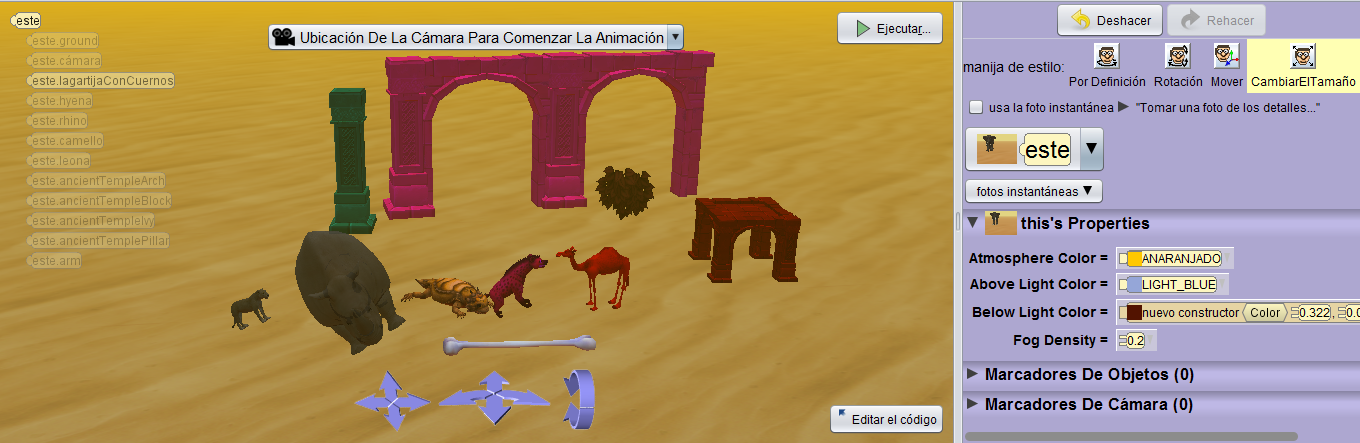 este
este.ground
este.cámara
este.lagartijaConCuernos
este.hyena
este.rhino
este.camello
este.leona
este.ancientTempleArch
este.ancientTempleBlock
este.ancientTempleIvy
este.ancientTemplePillar
este.arm
Ubicación De La Cámara Para Comenzar La Animación
Ejecutar...
Editar el código
Deshacer
Rehacer
manija de estilo:
Por Definición
Rotación
Mover
CambiarElTamaño
usa la foto instantánea
"Tomar una foto de los detalles..."
este
fotos instantáneas
this's Properties
Atmosphere Color = ANARANJADO
Above Light Color = LIGHT_BLUE
Below Light Color = nuevo constructor Color 0.322, 0.0
Fog Density = 0.2
Marcadores De Objetos (0)
Marcadores De Cámara (0)